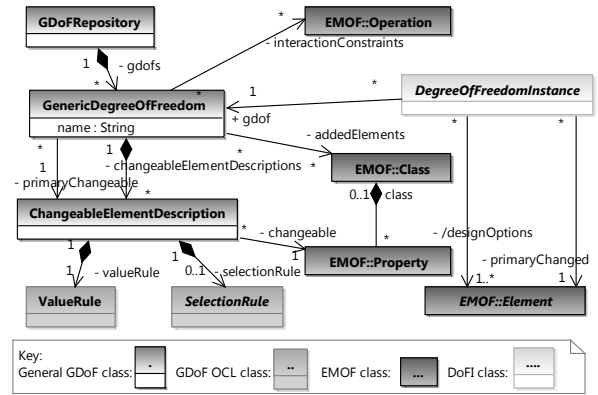 GDoFRepository
EMOF::Operation
*
- interactionConstraints
1
- gdofs
*
GenericDegreeOfFreedom
name : String
*
1
*
+ gdof
DegreeOfFreedomInstance
*
*
- addedElements
*
*
*
1
1
- changeableElementDescriptions
- primaryChangeable
*
EMOF::Class
0..1
class
ChangeableElementDescription
*
- changeable
1
*
EMOF::Property
- /designOptions
- primaryChanged
1..*
1
EMOF::Element
1
1
- valueRule
1
0..1
- selectionRule
ValueRule
SelectionRule
Key:
General GDoF class:
.
GDoF OCL class:
..
EMOF class:
...
DoFI class:
....